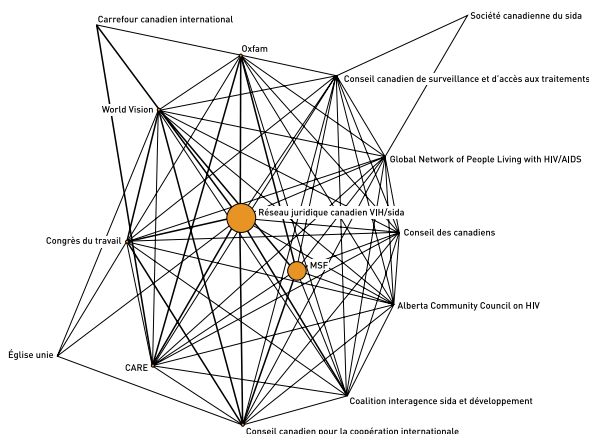 Carrefour canadien international
Société canadienne du sida
Oxfam
Conseil canadien de surveillance et d'accès aux traitements
World Vision
Global Network of People Living with HIV/AIDS
Réseau juridique canadien VIH/sida
Conseil des canadiens
Congrès du travail
MSF
Alberta Community Council on HIV
Église unie
CARE
Coalition interagence sida et développement
Conseil canadien pour la coopération internationale